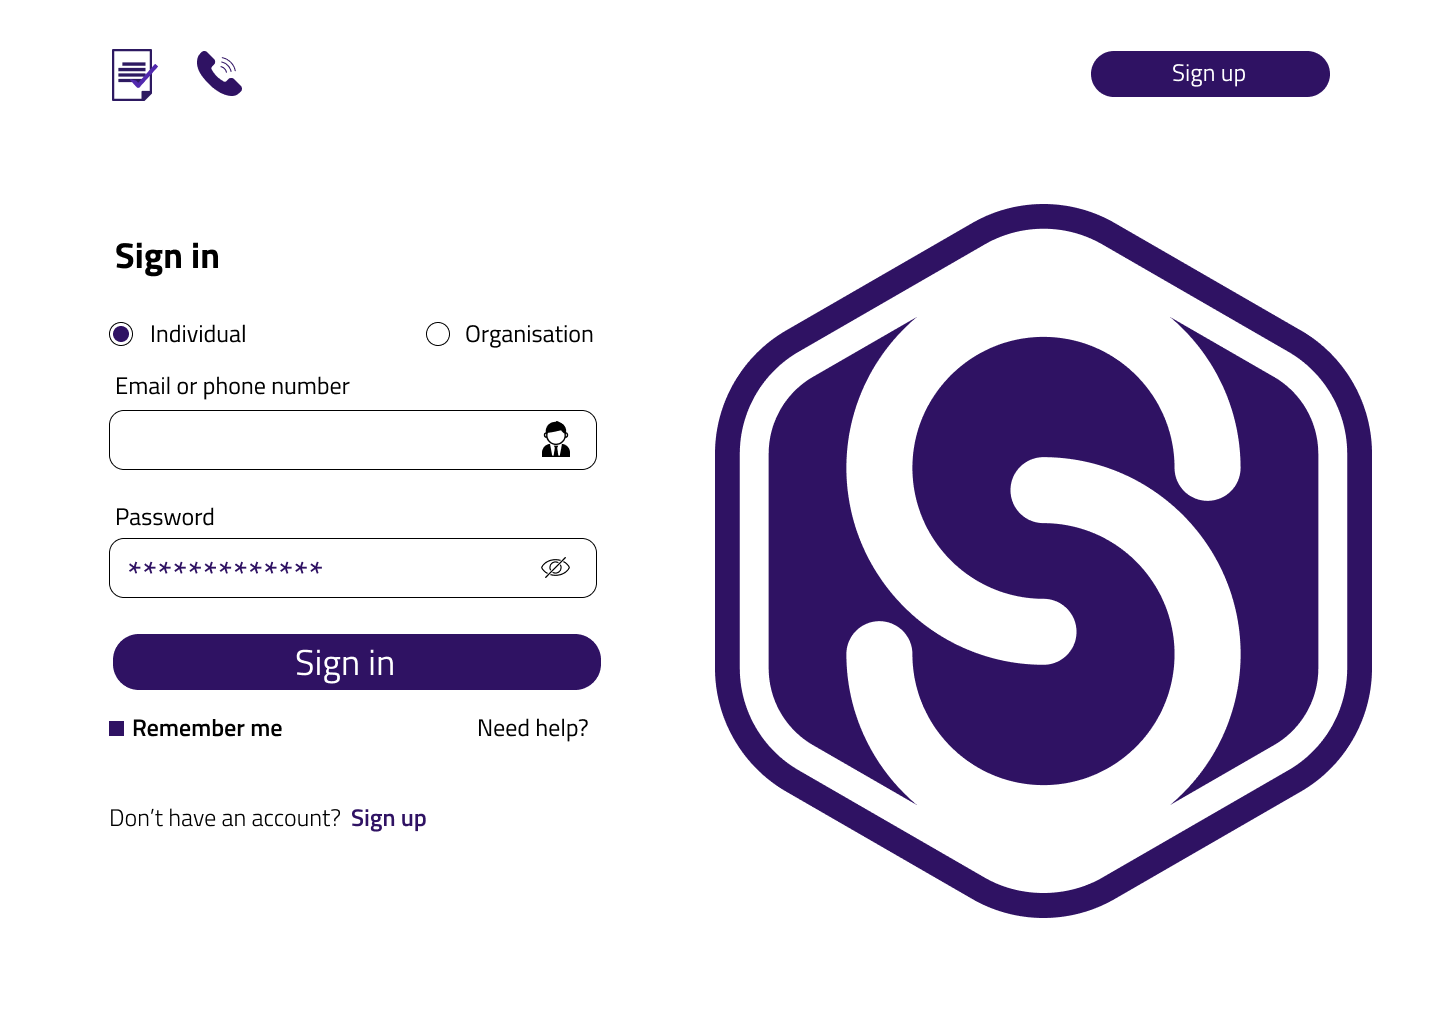 Sign up
Sign in
Individual
Organisation
Email or phone number
Password
*************
Sign in
Remember me
Need help?
Don’t have an account? Sign up